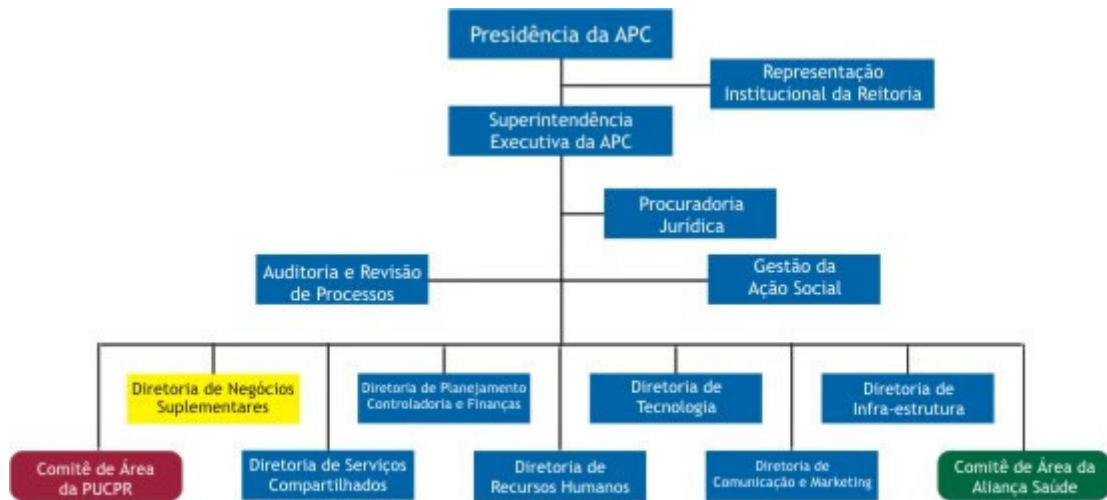 Presidência da APC
Representação
Institucional da Reitoria
Superintendência
Executiva da APC
Procuradoria
Jurídica
Auditoria e Revisão
de Processos
Gestão da
Ação Social
Diretoria de Negócios
Suplementares
Diretoria de Planejamento
Controladoria e Finanças
Diretoria de
Tecnologia
Diretoria de
Infra-estrutura
Comitê de Área
da PUCPR
Diretoria de Serviços
Compartilhados
Diretoria de
Recursos Humanos
Diretoria de
Comunicação e Marketing
Comitê de Área da
Aliança Saúde